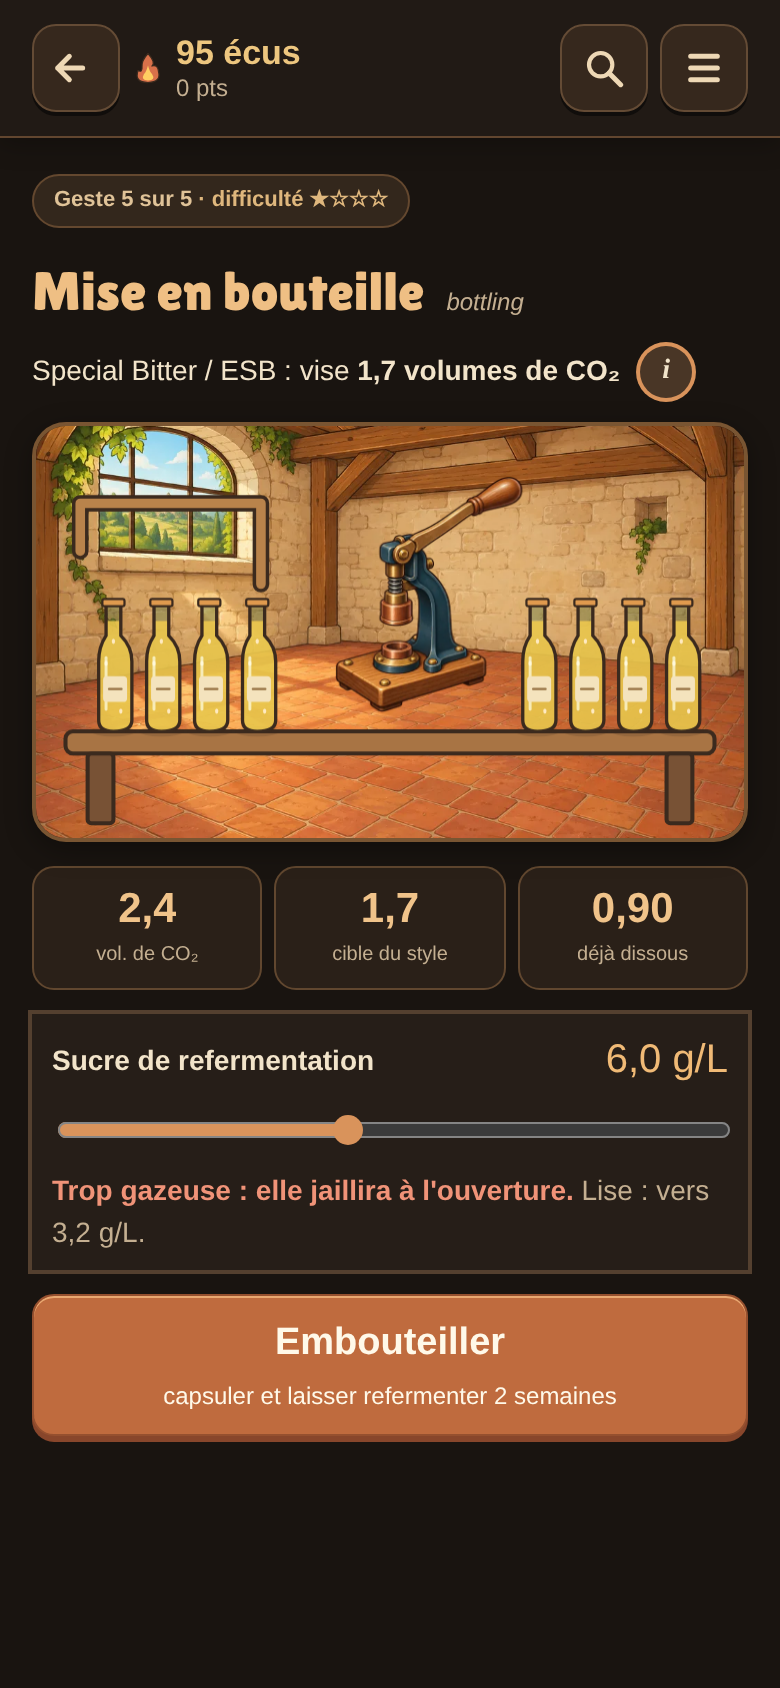 95 écus
0 pts
Geste 5 sur 5 · difficulté ★☆☆☆
Mise en bouteille bottling
Special Bitter / ESB : vise 1,7 volumes de CO₂ i
2,4
vol. de CO₂
1,7
cible du style
0,90
déjà dissous
Sucre de refermentation 6,0 g/L
Trop gazeuse : elle jaillira à l'ouverture. Lise : vers
3,2 g/L.
Embouteiller
capsuler et laisser refermenter 2 semaines